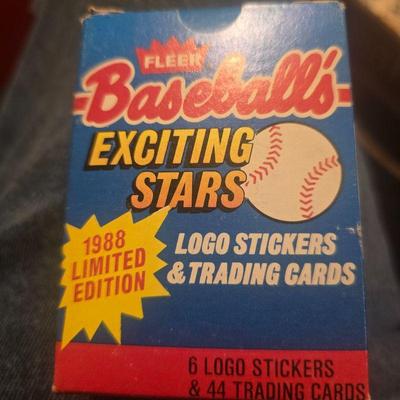 FLEER
Baseball's
EXCITING
STARS
1988
LIMITED
EDITION
LOGO STICKERS
& TRADING CARDS
6 LOGO STICKERS
& 44 TRADING CARDS